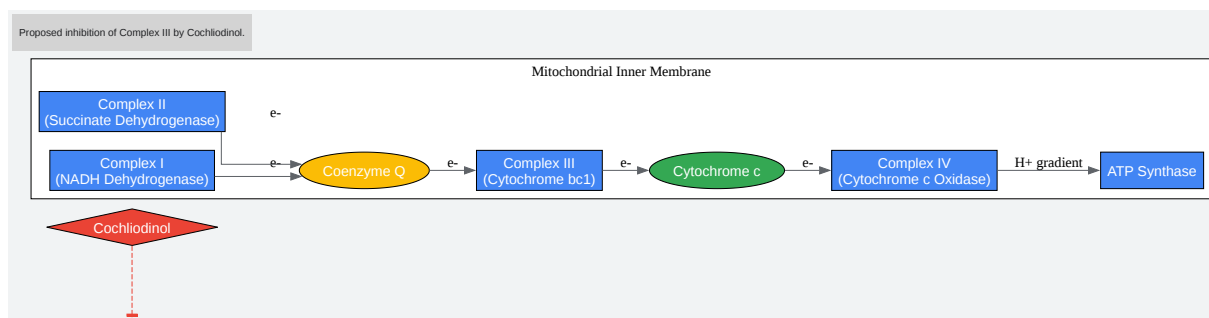 Proposed inhibition of Complex III by Cochliodinol.
Mitochondrial Inner Membrane
Complex II
(Succinate Dehydrogenase)
e-
Complex I
(NADH Dehydrogenase)
e-
Coenzyme Q
e-
Complex III
(Cytochrome bc1)
e-
Cytochrome c
e-
Complex IV
(Cytochrome c Oxidase)
H+ gradient
ATP Synthase
Cochliodinol